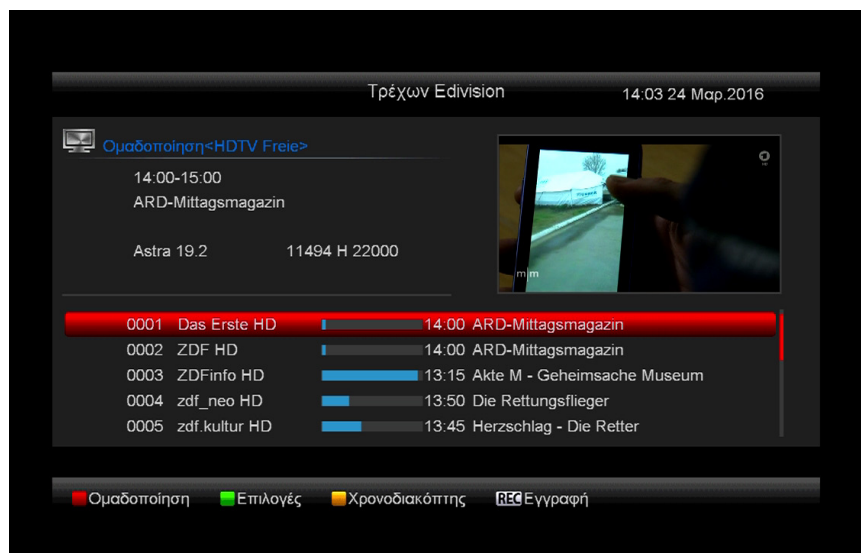 Τρέχων Edivision 14:03 24 Μαρ.2016
Ομαδοποίηση<HDTV Freie>
14:00-15:00
ARD-Mittagsmagazin
Astra 19.2 11494 H 22000
m|m
0001 Das Erste HD 14:00 ARD-Mittagsmagazin
0002 ZDF HD 14:00 ARD-Mittagsmagazin
0003 ZDFinfo HD 13:15 Akte M - Geheimsache Museum
0004 zdf_neo HD 13:50 Die Rettungsflieger
0005 zdf.kultur HD 13:45 Herzschlag - Die Retter
Ομαδοποίηση Επιλογές Χρονοδιακόπτης REC Εγγραφή